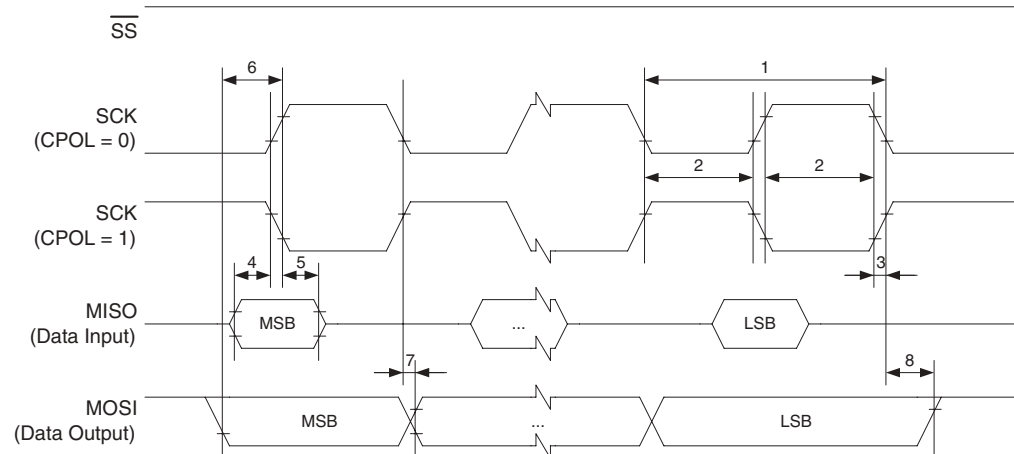 SS
6
1
SCK
(CPOL = 0)
2
2
SCK
(CPOL = 1)
4
5
3
MISO
(Data Input)
MSB
...
LSB
7
8
MOSI
(Data Output)
MSB
...
LSB